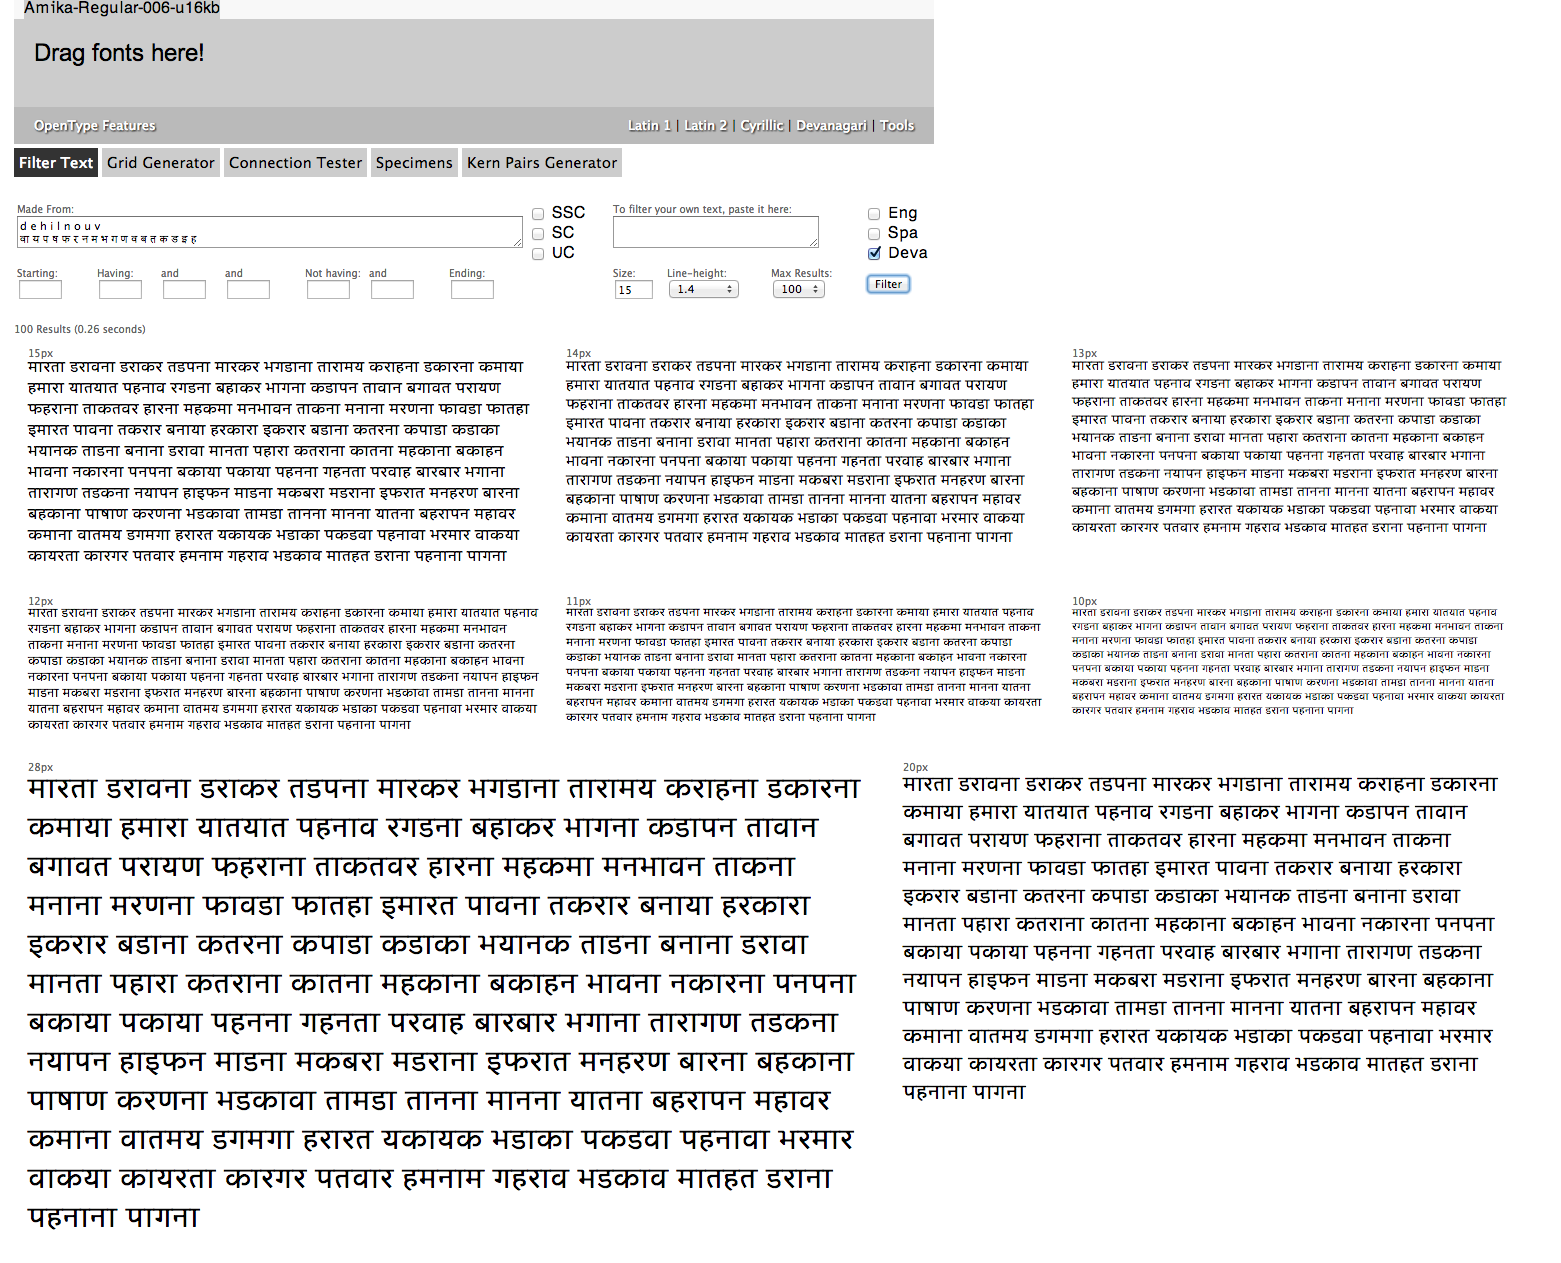 Amika-Regular-006-u16kb
Drag fonts here!
OpenType Features
Latin 1 | Latin 2 | Cyrillic | Devanagari | Tools
Filter Text Grid Generator Connection Tester Specimens Kern Pairs Generator
Made From:
d e h i l n o u v
वा य प ष फ र न म भ ग ण व ब त क ड इ ह
SSC
SC
UC
To filter your own text, paste it here:
Eng
Spa
Deva
Starting: Having: and and Not having: and Ending:
Size: Line-height: Max Results:
15 1.4 100 Filter
100 Results (0.26 seconds)
15px
मारता डरावना डराकर तडपना मारकर भगडाना तारामय कराहना डकारना कमाया
हमारा यातयात पहनाव रगडना बहाकर भागना कडापन तावान बगावत परायण
फहराना ताकतवर हारना महकमा मनभावन ताकना मनाना मरणना फावडा फातहा
इमारत पावना तकरार बनाया हरकारा इकरार बडाना कतरना कपाडा कडाका
भयानक ताडना बनाना डरावा मानता पहारा कतराना कातना महकाना बकाहन
भावना नकारना पनपना बकाया पकाया पहनना गहनता परवाह बारबार भगाना
तारागण तडकना नयापन हाइफन माडना मकबरा मडराना इफरात मनहरण बारना
बहकाना पाषाण करणना भडकावा तामडा तानना मानना यातना बहरापन महावर
कमाना वातमय डगमगा हरारत यकायक भडाका पकडवा पहनावा भरमार वाकया
कायरता कारगर पतवार हमनाम गहराव भडकाव मातहत डराना पहनाना पागना
14px
मारता डरावना डराकर तडपना मारकर भगडाना तारामय कराहना डकारना कमाया
हमारा यातयात पहनाव रगडना बहाकर भागना कडापन तावान बगावत परायण
फहराना ताकतवर हारना महकमा मनभावन ताकना मनाना मरणना फावडा फातहा
इमारत पावना तकरार बनाया हरकारा इकरार बडाना कतरना कपाडा कडाका
भयानक ताडना बनाना डरावा मानता पहारा कतराना कातना महकाना बकाहन
भावना नकारना पनपना बकाया पकाया पहनना गहनता परवाह बारबार भगाना
तारागण तडकना नयापन हाइफन माडना मकबरा मडराना इफरात मनहरण बारना
बहकाना पाषाण करणना भडकावा तामडा तानना मानना यातना बहरापन महावर
कमाना वातमय डगमगा हरारत यकायक भडाका पकडवा पहनावा भरमार वाकया
कायरता कारगर पतवार हमनाम गहराव भडकाव मातहत डराना पहनाना पागना
13px
मारता डरावना डराकर तडपना मारकर भगडाना तारामय कराहना डकारना कमाया
हमारा यातयात पहनाव रगडना बहाकर भागना कडापन तावान बगावत परायण
फहराना ताकतवर हारना महकमा मनभावन ताकना मनाना मरणना फावडा फातहा
इमारत पावना तकरार बनाया हरकारा इकरार बडाना कतरना कपाडा कडाका
भयानक ताडना बनाना डरावा मानता पहारा कतराना कातना महकाना बकाहन
भावना नकारना पनपना बकाया पकाया पहनना गहनता परवाह बारबार भगाना
तारागण तडकना नयापन हाइफन माडना मकबरा मडराना इफरात मनहरण बारना
बहकाना पाषाण करणना भडकावा तामडा तानना मानना यातना बहरापन महावर
कमाना वातमय डगमगा हरारत यकायक भडाका पकडवा पहनावा भरमार वाकया
कायरता कारगर पतवार हमनाम गहराव भडकाव मातहत डराना पहनाना पागना
12px
मारता डरावना डराकर तडपना मारकर भगडाना तारामय कराहना डकारना कमाया हमारा यातयात पहनाव
रगडना बहाकर भागना कडापन तावान बगावत परायण फहराना ताकतवर हारना महकमा मनभावन
ताकना मनाना मरणना फावडा फातहा इमारत पावना तकरार बनाया हरकारा इकरार बडाना कतरना
कपाडा कडाका भयानक ताडना बनाना डरावा मानता पहारा कतराना कातना महकाना बकाहन भावना
नकारना पनपना बकाया पकाया पहनना गहनता परवाह बारबार भगाना तारागण तडकना नयापन हाइफन
माडना मकबरा मडराना इफरात मनहरण बारना बहकाना पाषाण करणना भडकावा तामडा तानना मानना
यातना बहरापन महावर कमाना वातमय डगमगा हरारत यकायक भडाका पकडवा पहनावा भरमार वाकया
कायरता कारगर पतवार हमनाम गहराव भडकाव मातहत डराना पहनाना पागना
11px
मारता डरावना डराकर तडपना मारकर भगडाना तारामय कराहना डकारना कमाया हमारा यातयात पहनाव
रगडना बहाकर भागना कडापन तावान बगावत परायण फहराना ताकतवर हारना महकमा मनभावन ताकना
मनाना मरणना फावडा फातहा इमारत पावना तकरार बनाया हरकारा इकरार बडाना कतरना कपाडा
कडाका भयानक ताडना बनाना डरावा मानता पहारा कतराना कातना महकाना बकाहन भावना नकारना
पनपना बकाया पकाया पहनना गहनता परवाह बारबार भगाना तारागण तडकना नयापन हाइफन माडना
मकबरा मडराना इफरात मनहरण बारना बहकाना पाषाण करणना भडकावा तामडा तानना मानना यातना
बहरापन महावर कमाना वातमय डगमगा हरारत यकायक भडाका पकडवा पहनावा भरमार वाकया कायरता
कारगर पतवार हमनाम गहराव भडकाव मातहत डराना पहनाना पागना
10px
मारता डरावना डराकर तडपना मारकर भगडाना तारामय कराहना डकारना कमाया हमारा यातयात पहनाव
रगडना बहाकर भागना कडापन तावान बगावत परायण फहराना ताकतवर हारना महकमा मनभावन ताकना
मनाना मरणना फावडा फातहा इमारत पावना तकरार बनाया हरकारा इकरार बडाना कतरना कपाडा
कडाका भयानक ताडना बनाना डरावा मानता पहारा कतराना कातना महकाना बकाहन भावना नकारना
पनपना बकाया पकाया पहनना गहनता परवाह बारबार भगाना तारागण तडकना नयापन हाइफन माडना
मकबरा मडराना इफरात मनहरण बारना बहकाना पाषाण करणना भडकावा तामडा तानना मानना यातना
बहरापन महावर कमाना वातमय डगमगा हरारत यकायक भडाका पकडवा पहनावा भरमार वाकया कायरता
कारगर पतवार हमनाम गहराव भडकाव मातहत डराना पहनाना पागना
28px
मारता डरावना डराकर तडपना मारकर भगडाना तारामय कराहना डकारना
कमाया हमारा यातयात पहनाव रगडना बहाकर भागना कडापन तावान
बगावत परायण फहराना ताकतवर हारना महकमा मनभावन ताकना
मनाना मरणना फावडा फातहा इमारत पावना तकरार बनाया हरकारा
इकरार बडाना कतरना कपाडा कडाका भयानक ताडना बनाना डरावा
मानता पहारा कतराना कातना महकाना बकाहन भावना नकारना पनपना
बकाया पकाया पहनना गहनता परवाह बारबार भगाना तारागण तडकना
नयापन हाइफन माडना मकबरा मडराना इफरात मनहरण बारना बहकाना
पाषाण करणना भडकावा तामडा तानना मानना यातना बहरापन महावर
कमाना वातमय डगमगा हरारत यकायक भडाका पकडवा पहनावा भरमार
वाकया कायरता कारगर पतवार हमनाम गहराव भडकाव मातहत डराना
पहनाना पागना
20px
मारता डरावना डराकर तडपना मारकर भगडाना तारामय कराहना डकारना
कमाया हमारा यातयात पहनाव रगडना बहाकर भागना कडापन तावान
बगावत परायण फहराना ताकतवर हारना महकमा मनभावन ताकना
मनाना मरणना फावडा फातहा इमारत पावना तकरार बनाया हरकारा
इकरार बडाना कतरना कपाडा कडाका भयानक ताडना बनाना डरावा
मानता पहारा कतराना कातना महकाना बकाहन भावना नकारना पनपना
बकाया पकाया पहनना गहनता परवाह बारबार भगाना तारागण तडकना
नयापन हाइफन माडना मकबरा मडराना इफरात मनहरण बारना बहकाना
पाषाण करणना भडकावा तामडा तानना मानना यातना बहरापन महावर
कमाना वातमय डगमगा हरारत यकायक भडाका पकडवा पहनावा भरमार
वाकया कायरता कारगर पतवार हमनाम गहराव भडकाव मातहत डराना
पहनाना पागना